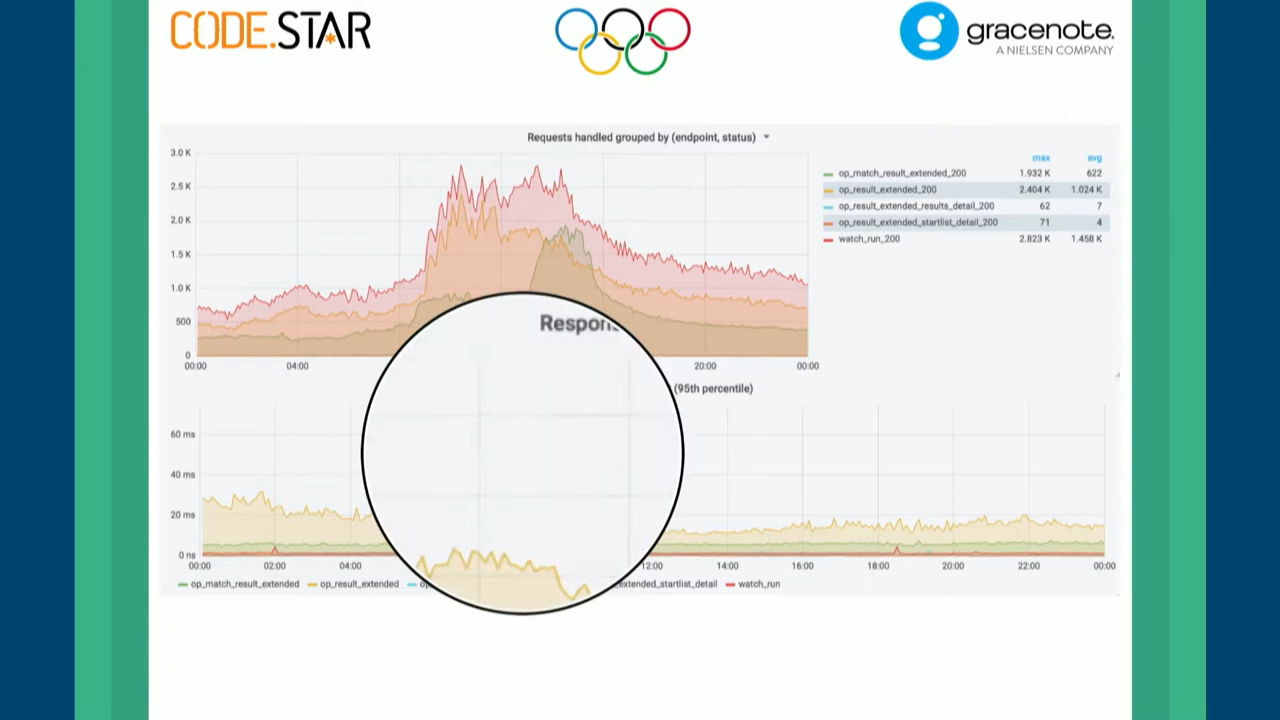 CODE.STAR
gracenote.
A NIELSEN COMPANY
Requests handled grouped by (endpoint, status)
3.0 K
2.5 K
2.0 K
1.5 K
1.0 K
500
0
00:00 04:00 20:00 00:00
max avg
op_match_result_extended_200 1.932 K 622
op_result_extended_200 2.404 K 1.024 K
op_result_extended_results_detail_200 62 7
op_result_extended_startlist_detail_200 71 4
watch_run_200 2.823 K 1.458 K
(95th percentile)
60 ms
40 ms
20 ms
0 ns
00:00 02:00 04:00 12:00 14:00 16:00 18:00 20:00 22:00 00:00
op_match_result_extended op_result_extended extended_startlist_detail watch_run